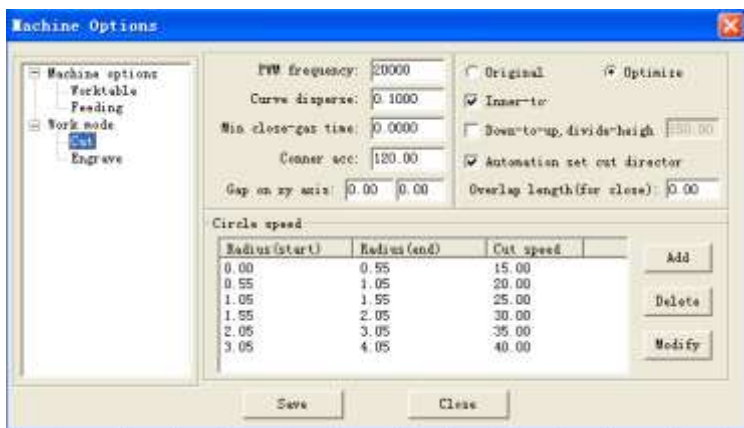 Machine Options
Machine options
Worktable
Feeding
Work mode
Cut
Engrave
PWM frequency: 20000
Curve disperse: 0.1000
Min close-gas time: 0.0000
Conner acc: 120.00
Gap on xy axis: 0.00 0.00
Original Optimize
Inner-to
Down-to-up, divide-heigh 350.00
Automation set cut director
Overlap length(for close): 0.00
Circle speed
Radius(start) Radius(end) Cut speed
0.00 0.55 15.00
0.55 1.05 20.00
1.05 1.55 25.00
1.55 2.05 30.00
2.05 3.05 35.00
3.05 4.05 40.00
Add
Delete
Modify
Save Close